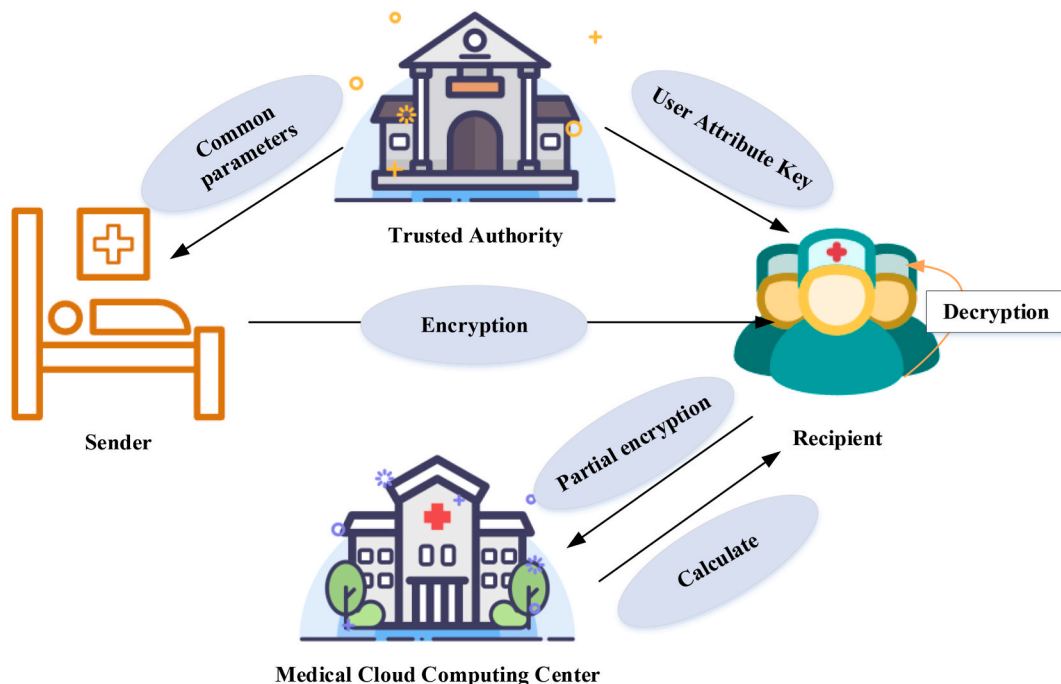 Common
parameters
User Attribute Key
Trusted Authority
Encryption
Decryption
Sender
Partial encryption
Recipient
Calculate
Medical Cloud Computing Center